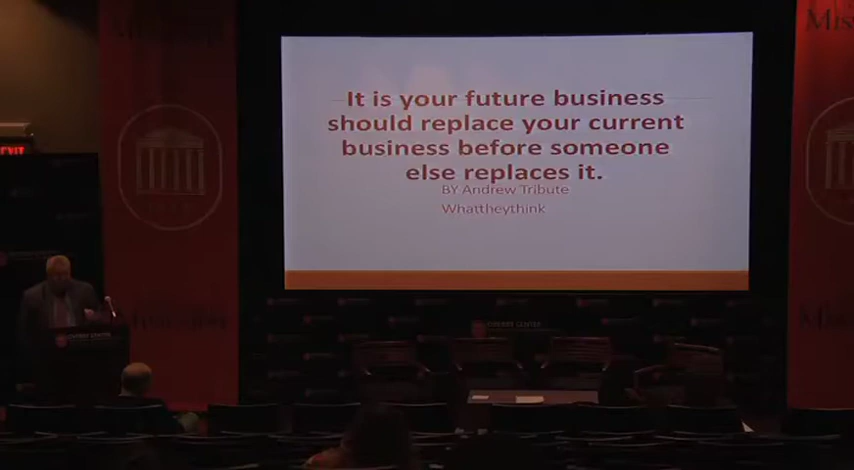 It is your future business
should replace your current
business before someone
else replaces it.
BY Andrew Tribute
Whattheythink
EXIT